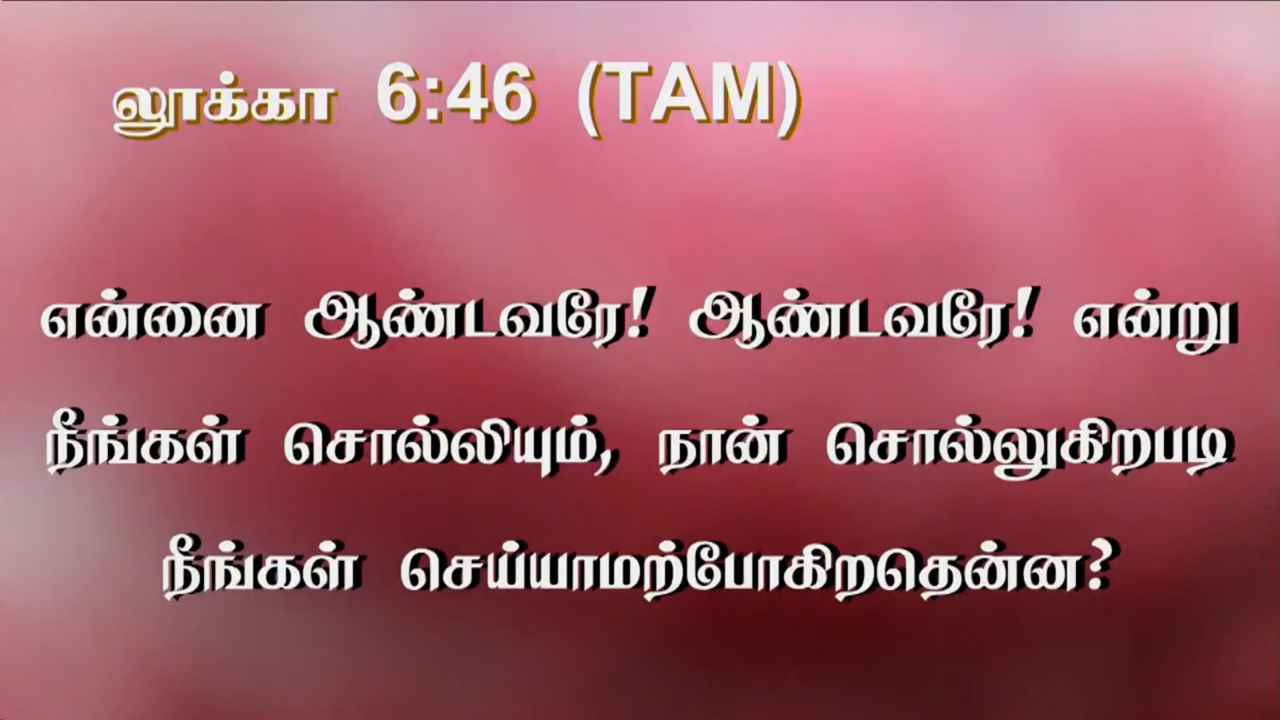 லூக்கா 6:46 (TAM)
என்னை ஆண்டவரே! ஆண்டவரே! என்று
நீங்கள் சொல்லியும், நான் சொல்லுகிறபடி
நீங்கள் செய்யாமற்போகிறதென்ன?